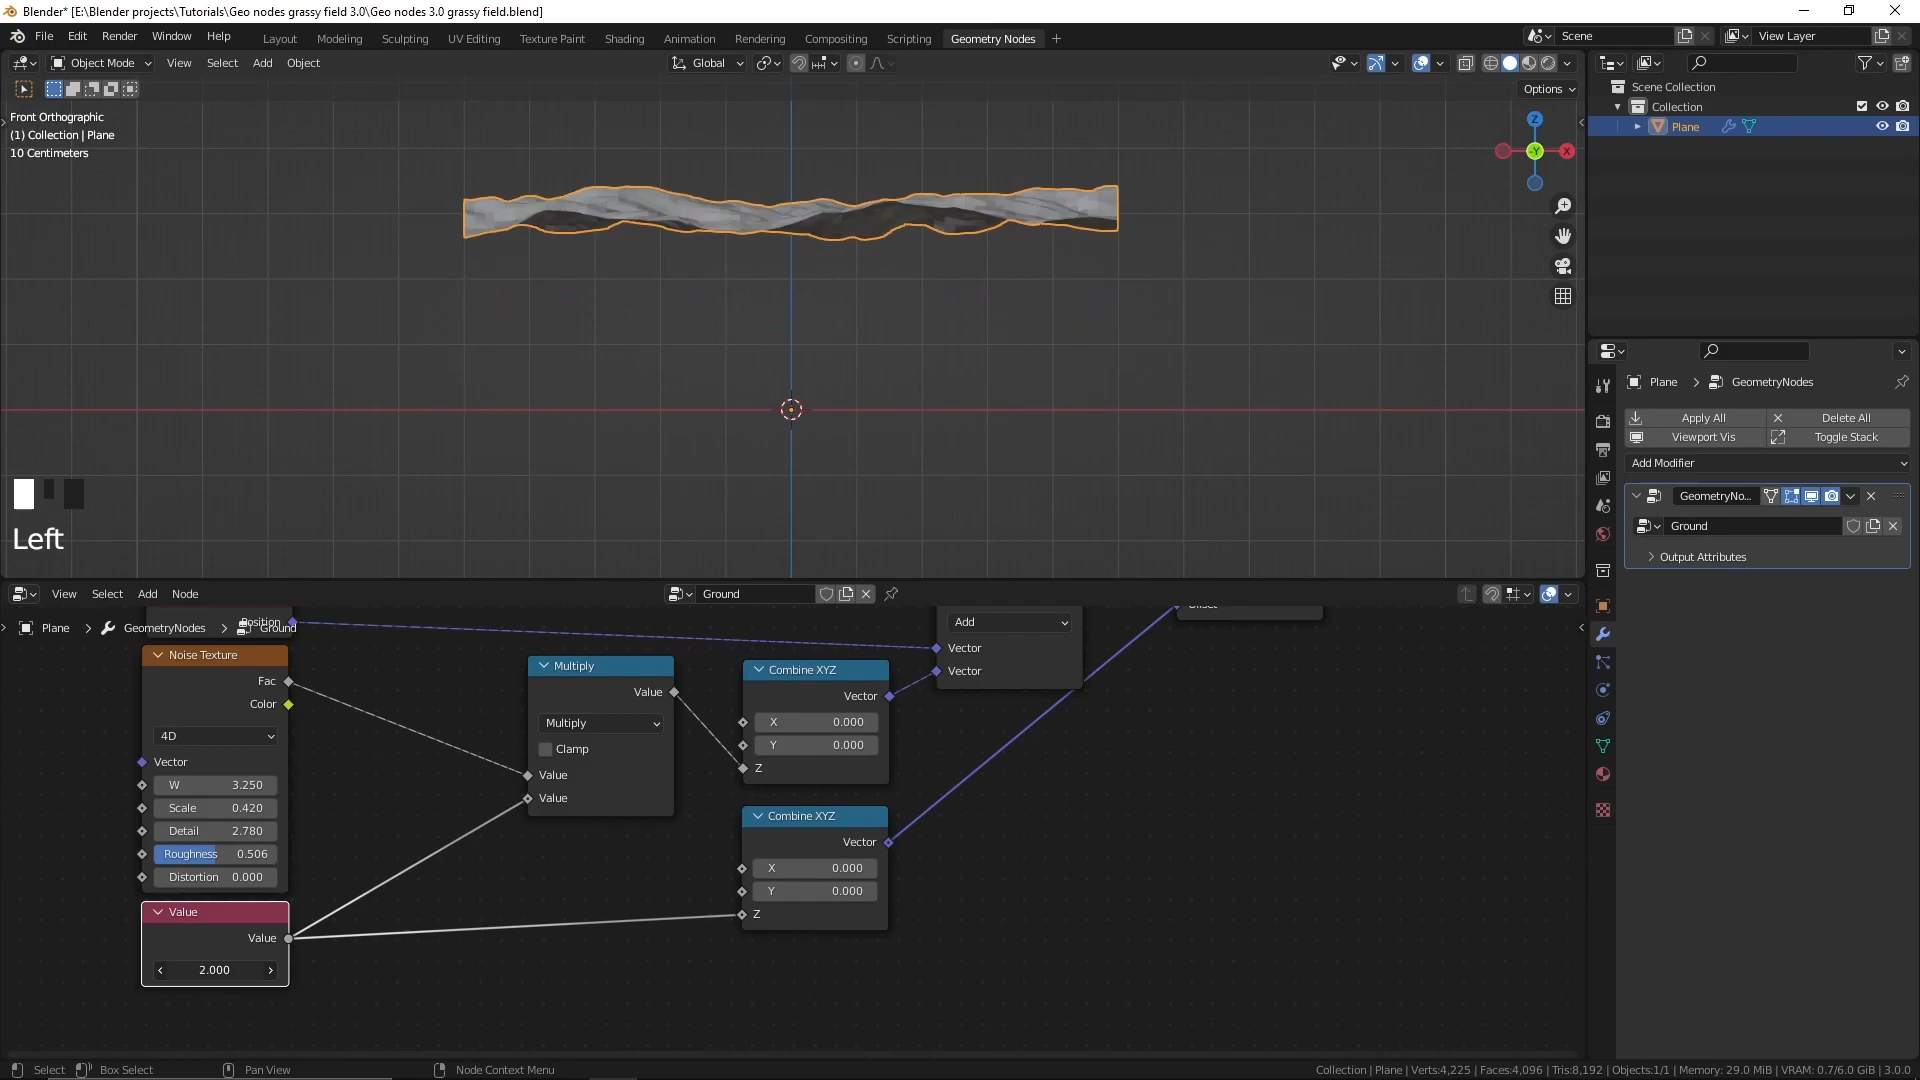 Blender* [E:\Blender projects\Tutorials\Geo nodes grassy field 3.0\Geo nodes 3.0 grassy field.blend]
File Edit Render Window Help
Layout Modeling Sculpting UV Editing Texture Paint Shading Animation Rendering Compositing Scripting Geometry Nodes +
Scene
View Layer
Object Mode
View Select Add Object
Global
Options
Front Orthographic
(1) Collection | Plane
10 Centimeters
Z
-Y
X
Left
Scene Collection
Collection
Plane
Plane > GeometryNodes
Apply All
Delete All
Viewport Vis
Toggle Stack
Add Modifier
GeometryNo...
Ground
Output Attributes
View Select Add Node
Ground
Plane > GeometryNodes > Ground
Position
Offset
Add
Vector
Vector
Noise Texture
Fac
Color
4D
Vector
W 3.250
Scale 0.420
Detail 2.780
Roughness 0.506
Distortion 0.000
Multiply
Value
Multiply
Clamp
Value
Value
Combine XYZ
Vector
X 0.000
Y 0.000
Z
Combine XYZ
Vector
X 0.000
Y 0.000
Z
Value
Value
2.000
Select Box Select Pan View Node Context Menu
Collection | Plane | Verts:4,225 | Faces:4,096 | Tris:8,192 | Objects:1/1 | Memory: 29.0 MiB | VRAM: 0.7/6.0 GiB | 3.0.0